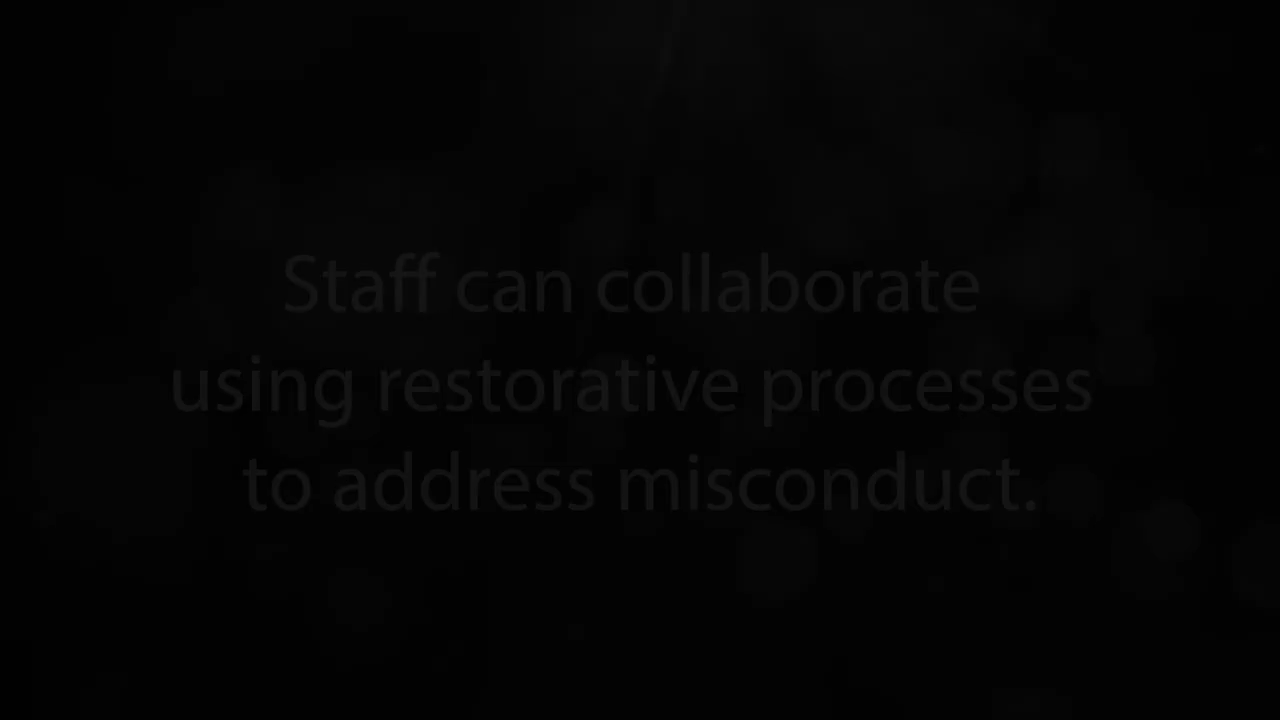 Staff can collaborate
using restorative processes
to address misconduct.